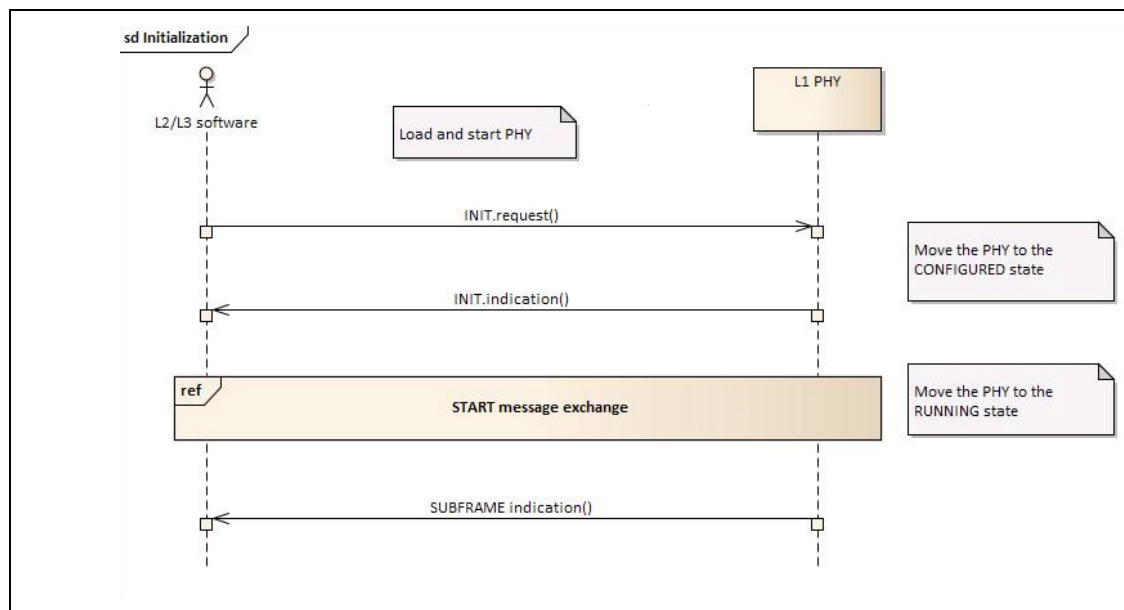 sd Initialization
L1 PHY
L2/L3 software
Load and start PHY
INIT.request()
Move the PHY to the
CONFIGURED state
INIT.indication()
ref
START message exchange
Move the PHY to the
RUNNING state
SUBFRAME indication()